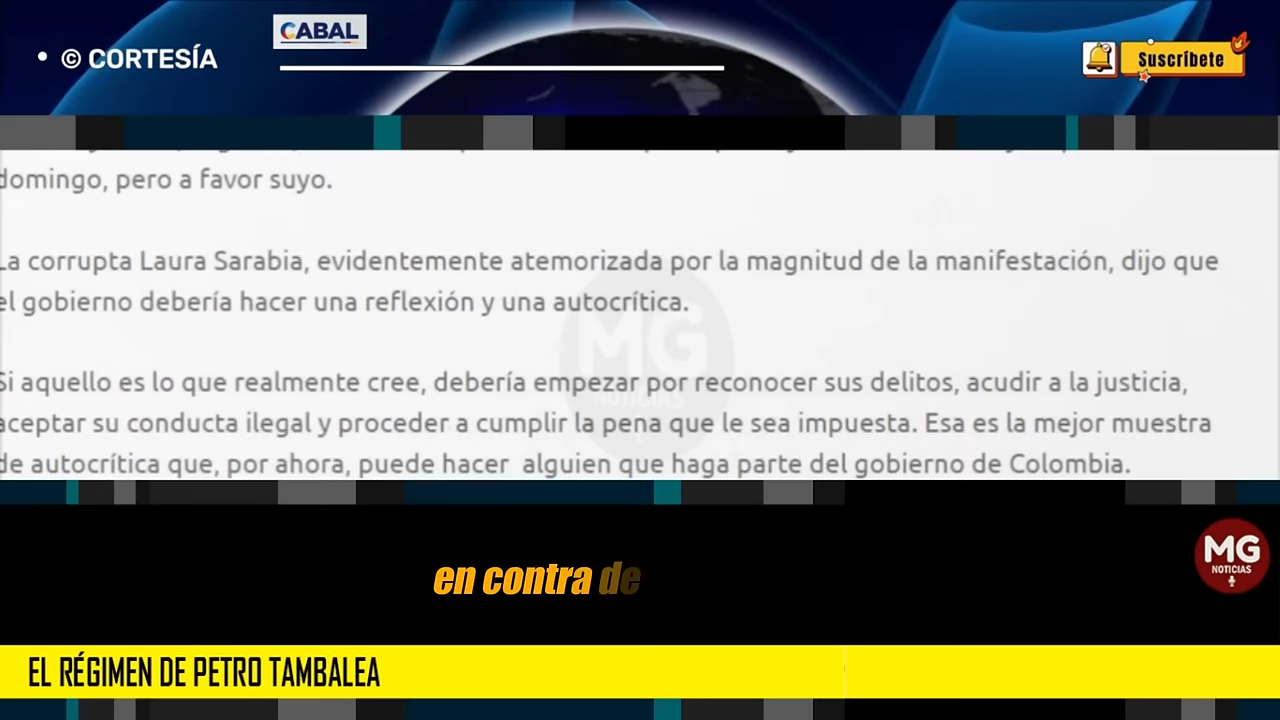 CABAL
• © CORTESÍA
Suscríbete
domingo, pero a favor suyo.
La corrupta Laura Sarabia, evidentemente atemorizada por la magnitud de la manifestación, dijo que
el gobierno debería hacer una reflexión y una autocrítica.
Si aquello es lo que realmente cree, debería empezar por reconocer sus delitos, acudir a la justicia,
aceptar su conducta ilegal y proceder a cumplir la pena que le sea impuesta. Esa es la mejor muestra
de autocrítica que, por ahora, puede hacer alguien que haga parte del gobierno de Colombia.
MG
NOTICIAS
en contra de
MG
NOTICIAS
EL RÉGIMEN DE PETRO TAMBALEA